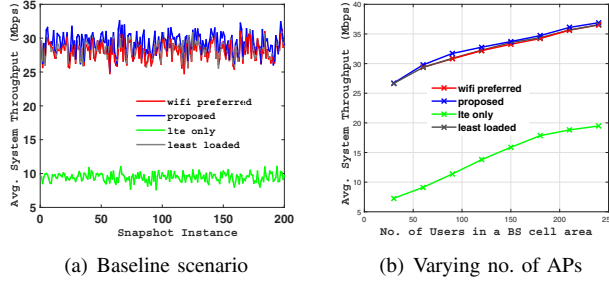 35
30
25
20
15
10
5
0 50 100 150 200
Avg. System Throughput (Mbps)
Snapshot Instance
wifi preferred
proposed
lte only
least loaded
(a) Baseline scenario
40
35
30
25
20
15
10
5
0 50 100 150 200 250
Avg. System Throughput (Mbps)
No. of Users in a BS cell area
wifi preferred
proposed
lte only
least loaded
(b) Varying no. of APs